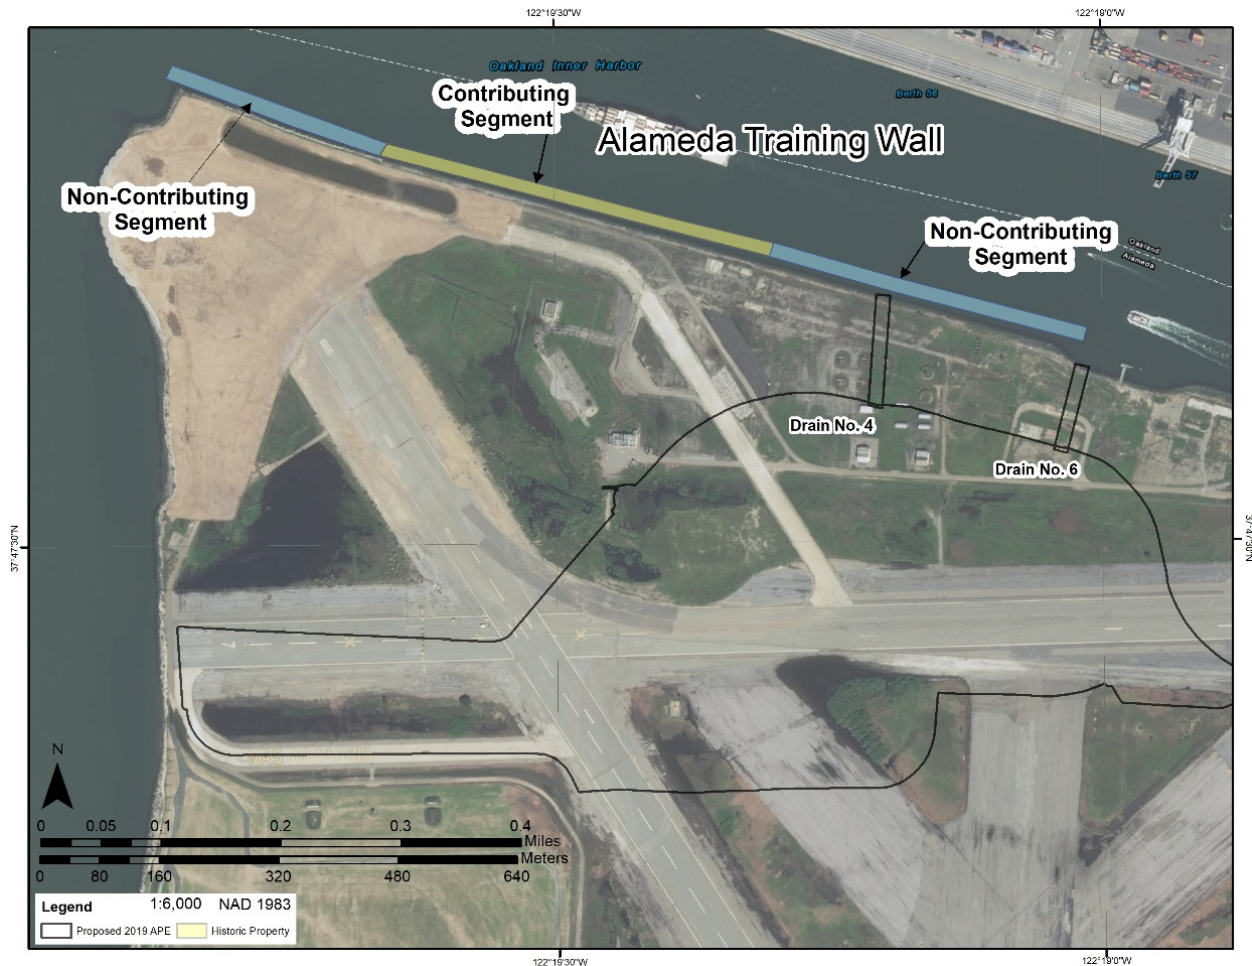 122°19'30"W
122°19'0"W
Oakland Inner Harbor
Berth 56
Contributing
Segment
Alameda Training Wall
Berth 57
Non-Contributing
Segment
Non-Contributing
Segment
Oakland
Alameda
Drain No. 4
Drain No. 6
37°47'30"N
37°47'30"N
N
0 0.05 0.1 0.2 0.3 0.4
Miles
Meters
0 80 160 320 480 640
Legend 1:6,000 NAD 1983
Proposed 2019 APE Historic Property
122°19'30"W
122°19'0"W